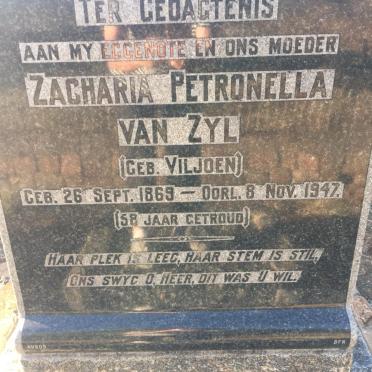 TER GEDAGTENIS
AAN MY EGGENOTE EN ONS MOEDER
ZACHARIA PETRONELLA
VAN ZYL
(GEB. VILJOEN)
GEB. 26 SEPT. 1869 — OORL. 8 NOV. 1947.
(58 JAAR GETROUD)
HAAR PLEK IS LEEG, HAAR STEM IS STIL,
ONS SWYG O, HEER, DIT WAS U WIL.
BFN